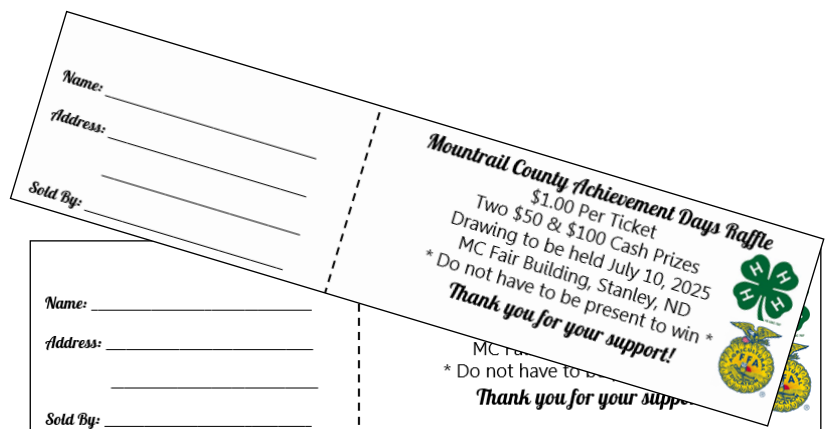 Name:
Address:
Sold By:
Mountrail County Achievement Days Raffle
$1.00 Per Ticket
Two $50 & $100 Cash Prizes
Drawing to be held July 10, 2025
MC Fair Building, Stanley, ND
* Do not have to be present to win *
Thank you for your support!
H H
H H
FFA
Name:
Address:
Sold By:
MC
* Do not have to
Thank you for your